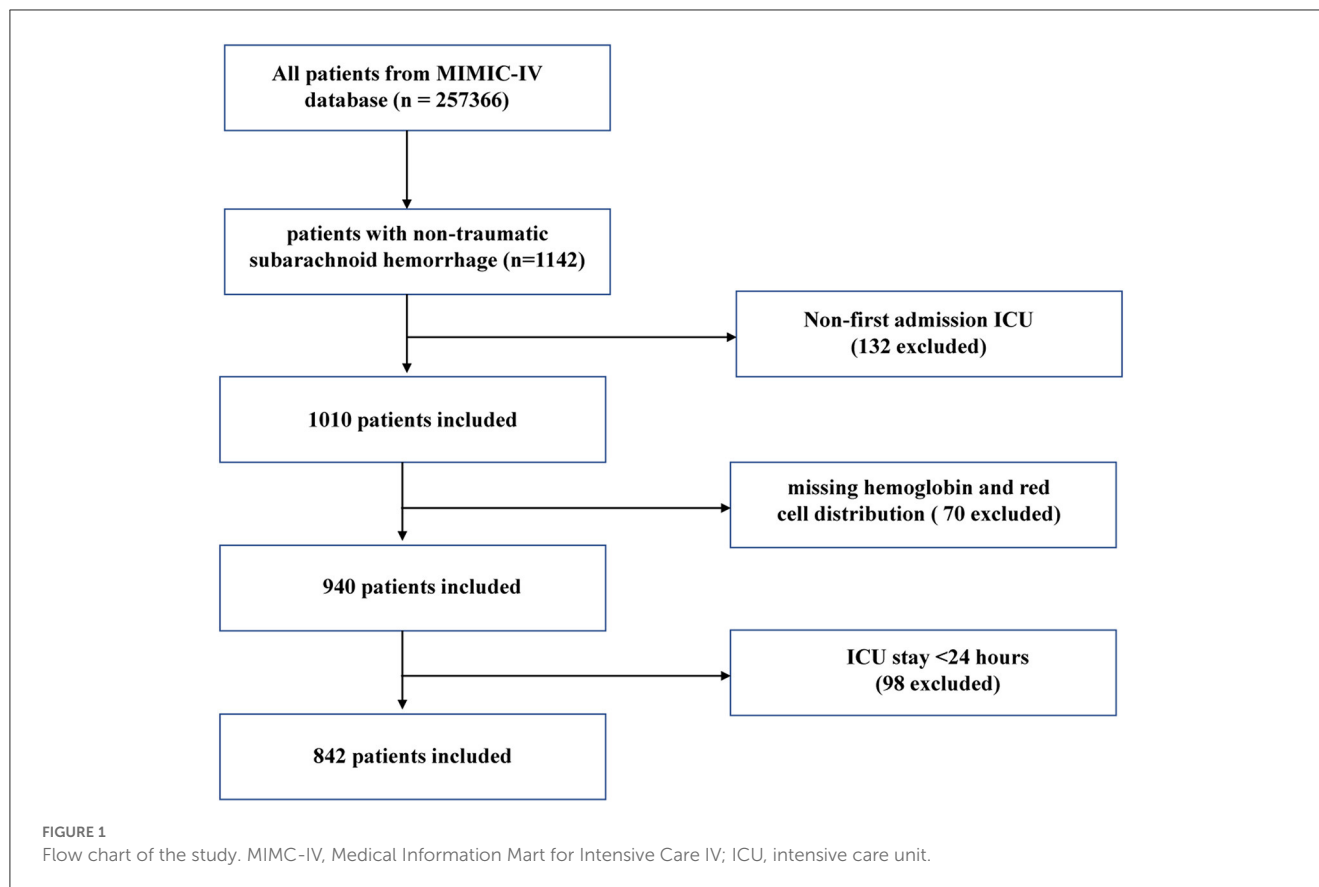 All patients from MIMIC-IV
database (n = 257366)
patients with non-traumatic
subarachnoid hemorrhage (n=1142)
Non-first admission ICU
(132 excluded)
1010 patients included
missing hemoglobin and red
cell distribution ( 70 excluded)
940 patients included
ICU stay <24 hours
(98 excluded)
842 patients included
FIGURE 1
Flow chart of the study. MIMC-IV, Medical Information Mart for Intensive Care IV; ICU, intensive care unit.